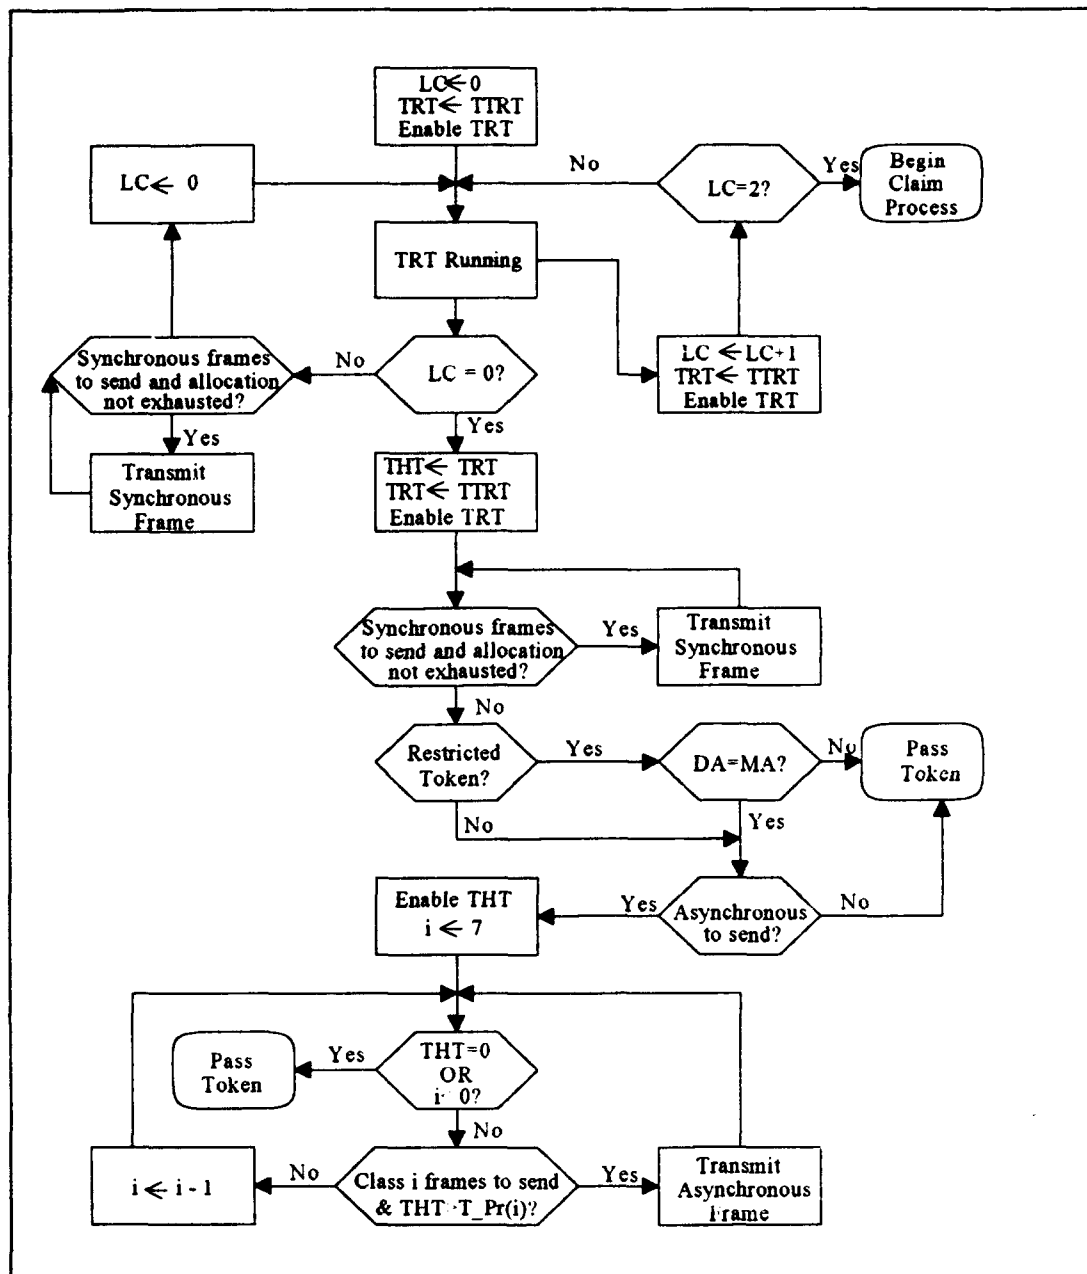 LC← 0
TRT← TTRT
Enable TRT
LC← 0
No
LC=2?
Yes
Begin
Claim
Process
TRT Running
Synchronous frames
to send and allocation
not exhausted?
No
LC = 0?
LC ←LC+1
TRT← TTRT
Enable TRT
Yes
Yes
Transmit
Synchronous
Frame
THT← TRT
TRT← TTRT
Enable TRT
Synchronous frames
to send and allocation
not exhausted?
Yes
Transmit
Synchronous
Frame
No
Restricted
Token?
Yes
DA=MA?
No
Pass
Token
No
Yes
Enable THT
i ← 7
Yes
Asynchronous
to send?
No
Pass
Token
Yes
THT=0
OR
i 0?
No
i ← i - 1
No
Class i frames to send
& THT T_Pr(i)?
Yes
Transmit
Asynchronous
Frame